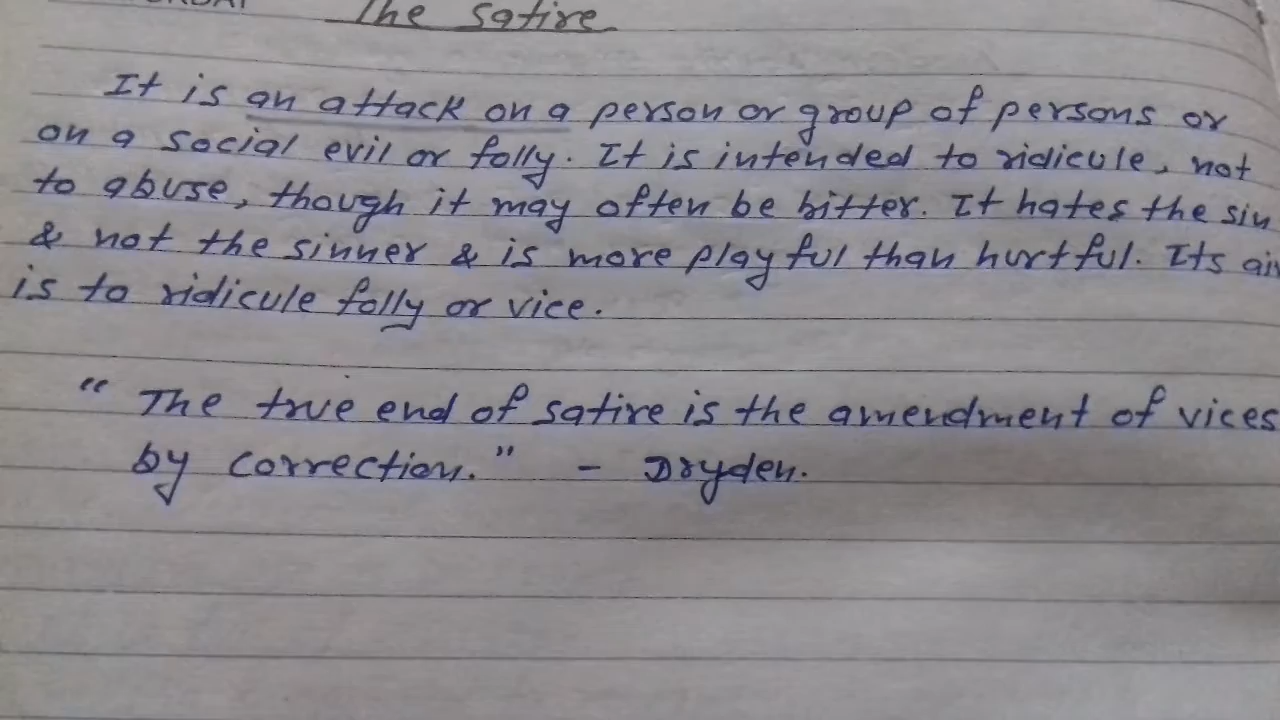 The Satire
It is an attack on a person or group of persons or
on a social evil or folly. It is intended to ridicule, not
to abuse, though it may often be bitter. It hates the sin
& not the sinner & is more playful than hurtful. Its
is to ridicule folly or vice.
“ The true end of satire is the amendment of vices
by correction.” - Dryden.